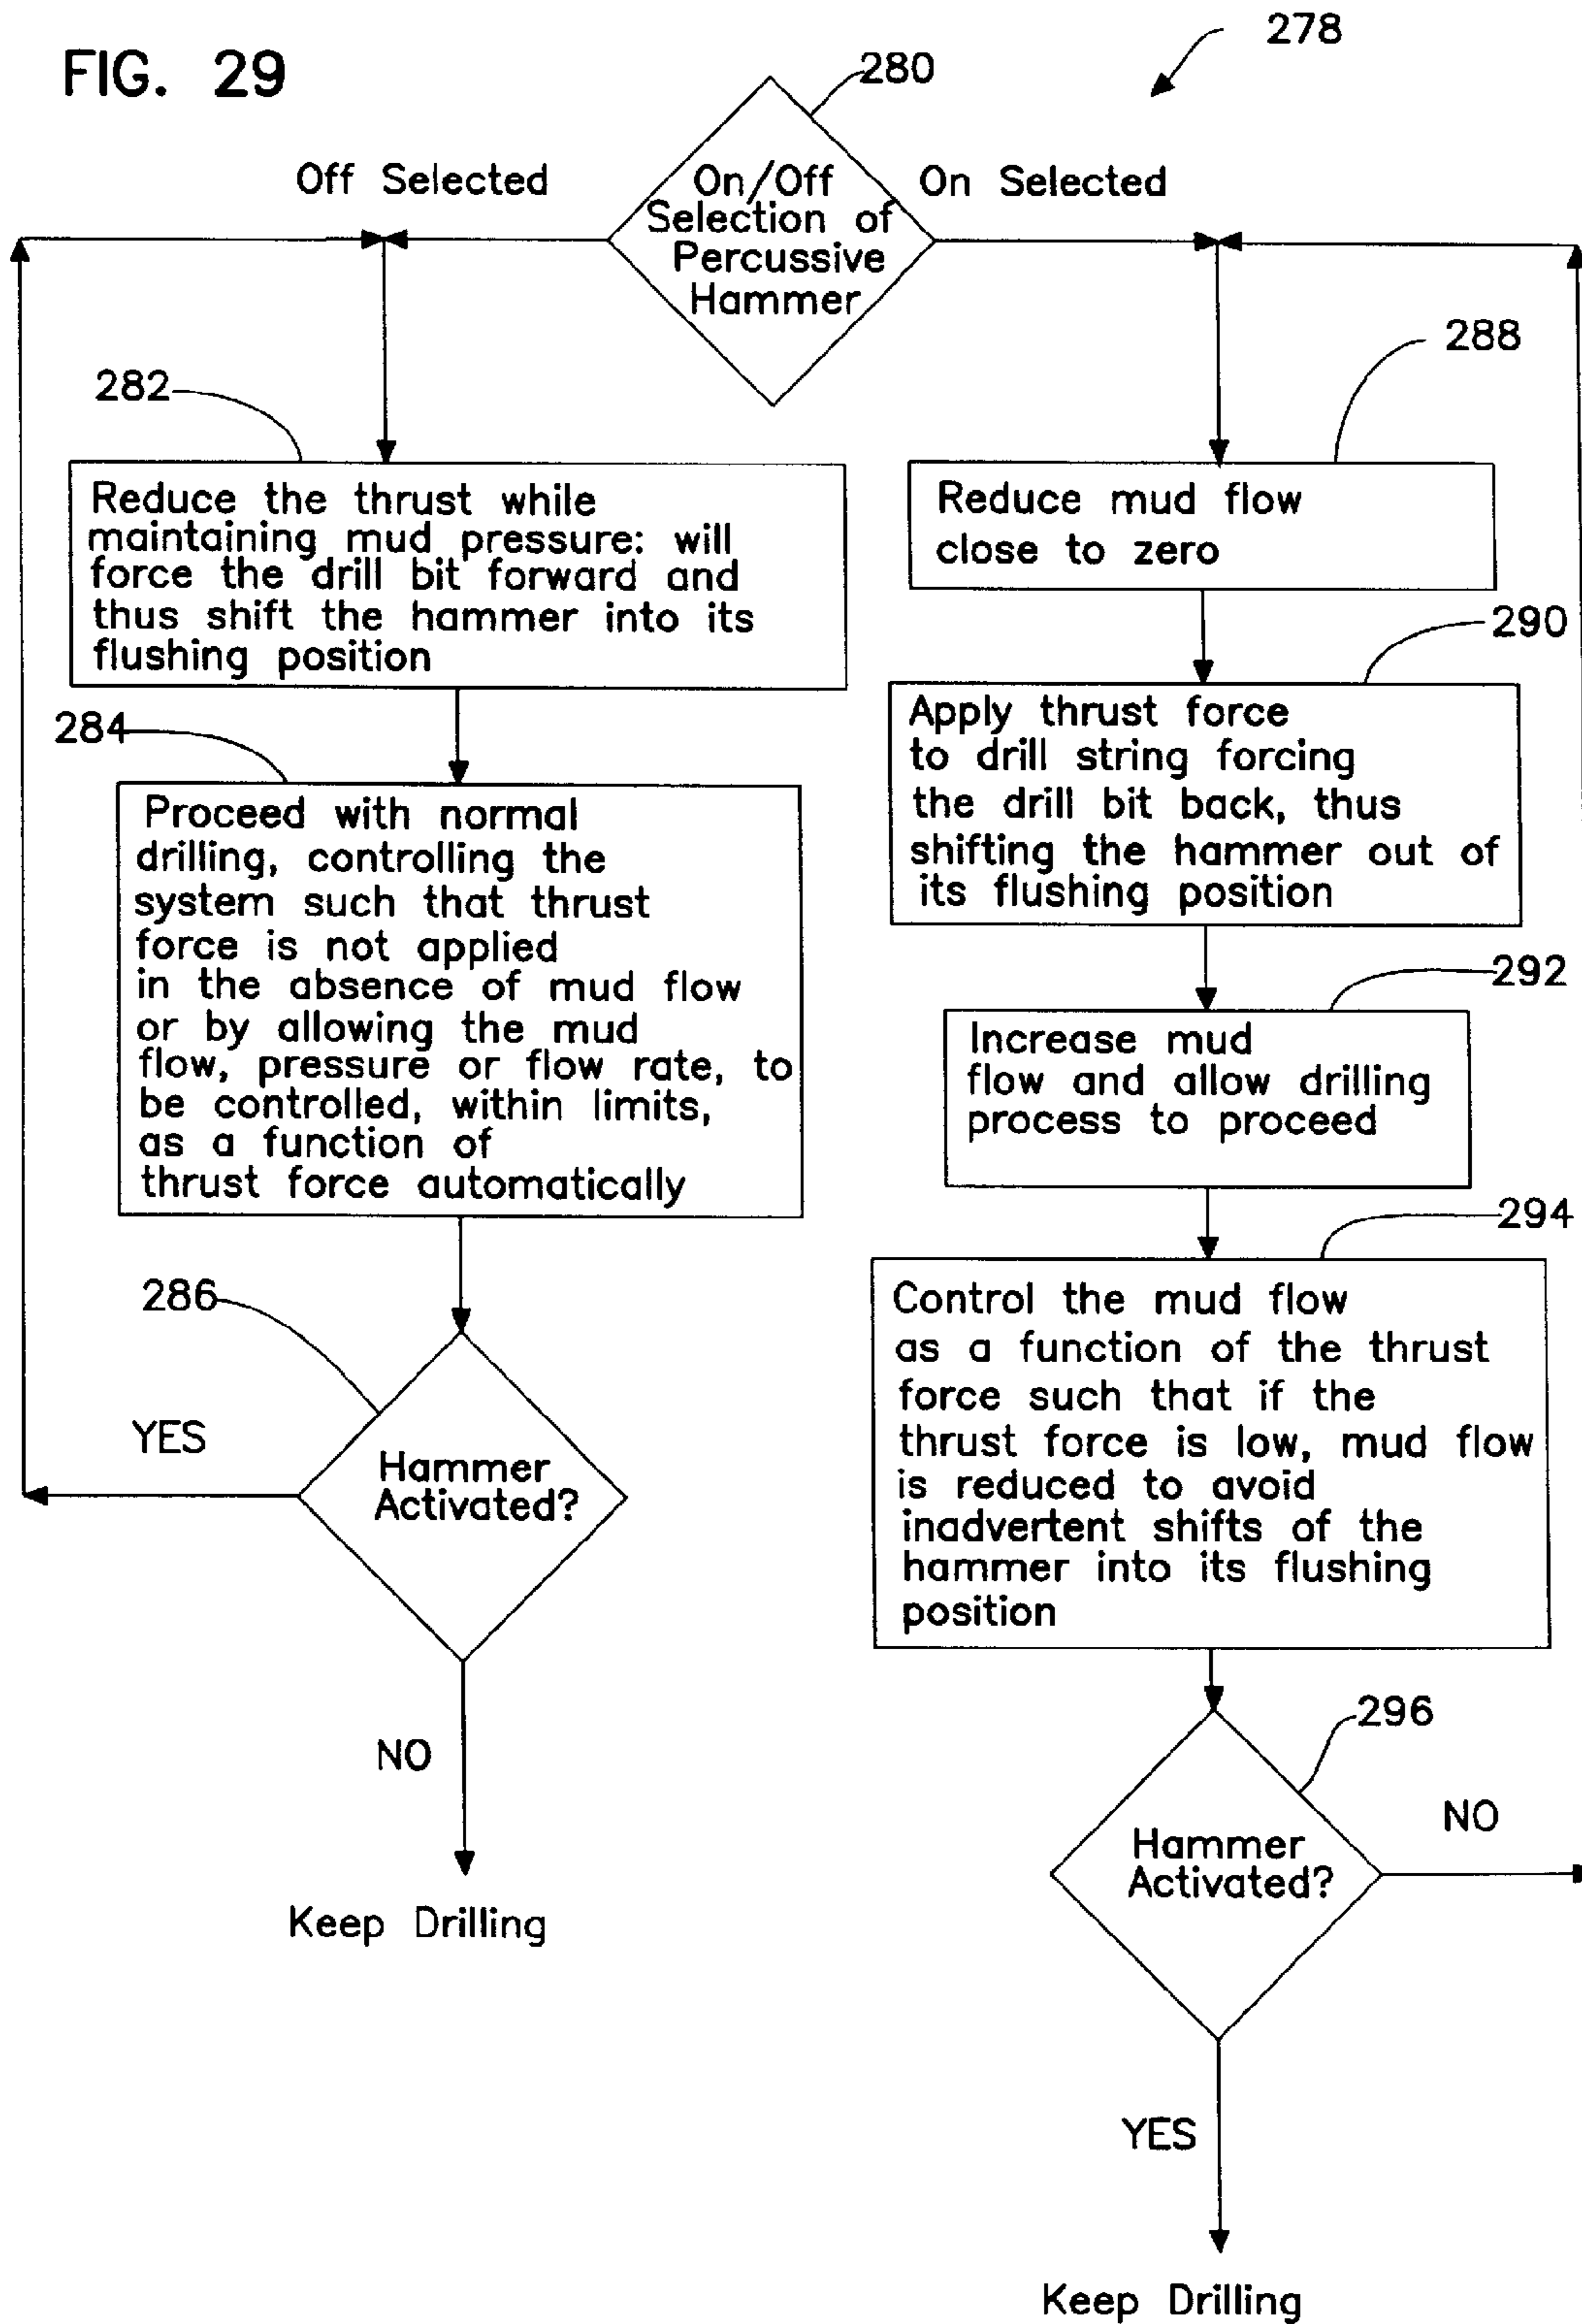 FIG. 29
278
280
Off Selected
On/Off
Selection of
Percussive
Hammer
On Selected
282
Reduce the thrust while
maintaining mud pressure: will
force the drill bit forward and
thus shift the hammer into its
flushing position
284
Proceed with normal
drilling, controlling the
system such that thrust
force is not applied
in the absence of mud flow
or by allowing the mud
flow, pressure or flow rate, to
be controlled, within limits,
as a function of
thrust force automatically
286
YES
Hammer
Activated?
NO
Keep Drilling
288
Reduce mud flow
close to zero
290
Apply thrust force
to drill string forcing
the drill bit back, thus
shifting the hammer out of
its flushing position
292
Increase mud
flow and allow drilling
process to proceed
294
Control the mud flow
as a function of the thrust
force such that if the
thrust force is low, mud flow
is reduced to avoid
inadvertent shifts of the
hammer into its flushing
position
296
Hammer
Activated?
NO
YES
Keep Drilling